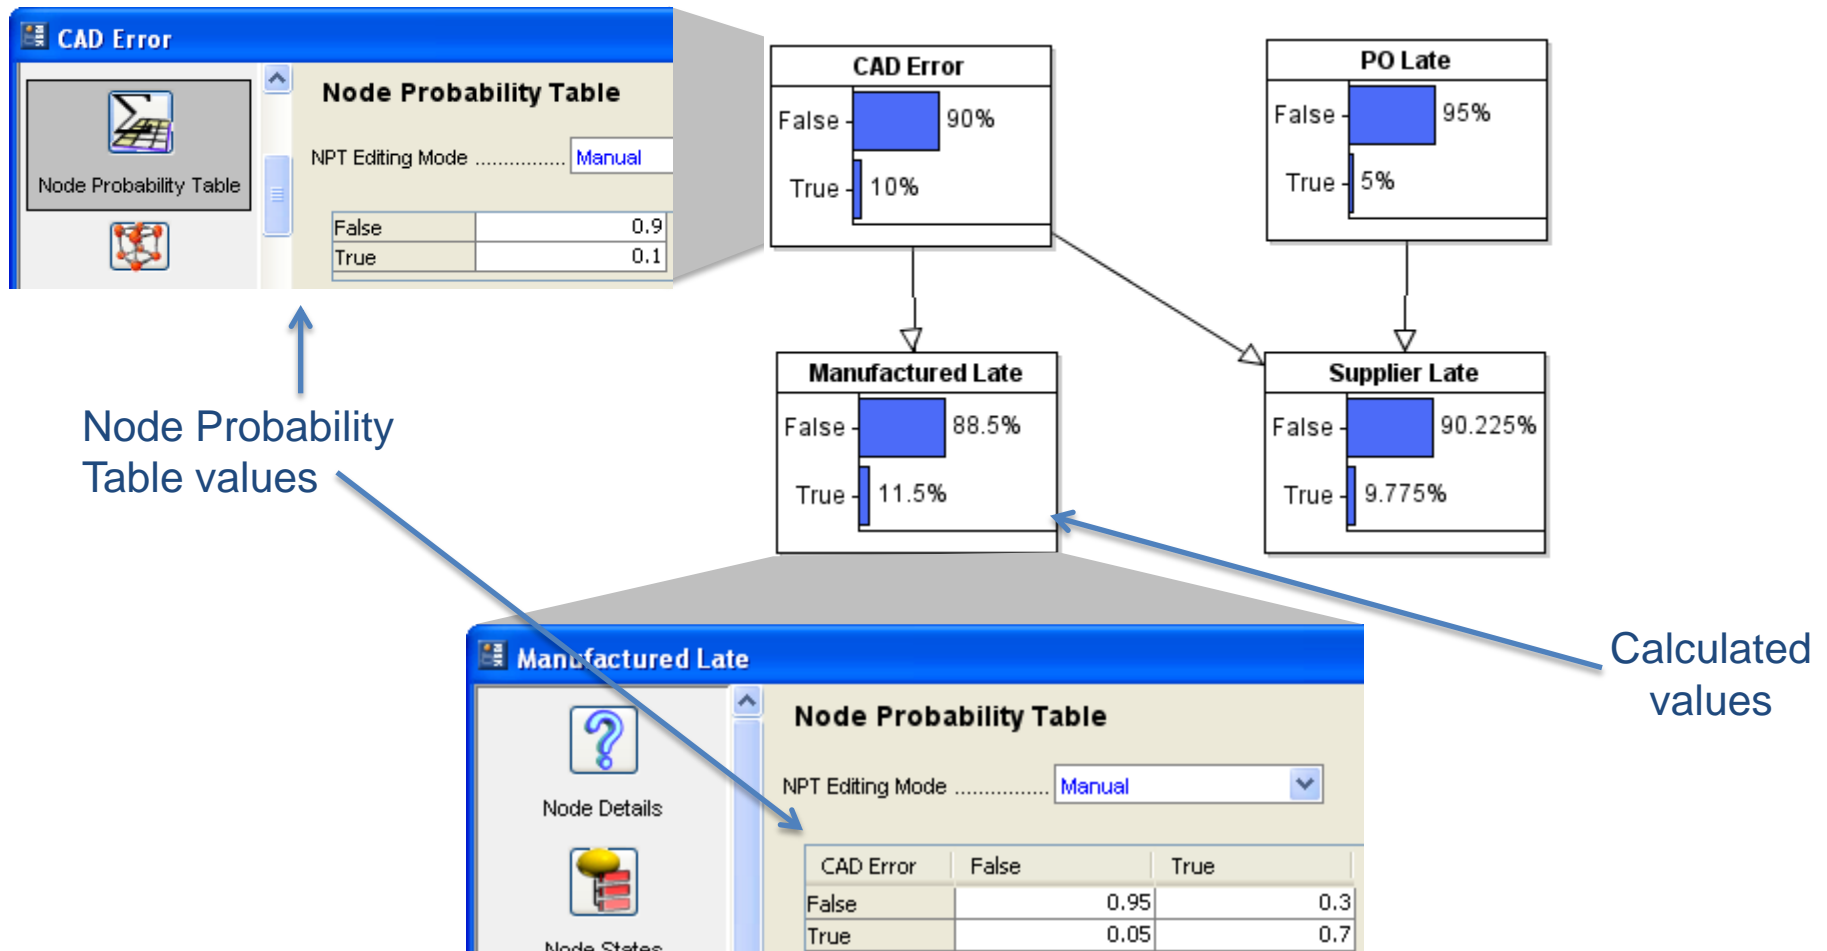 CAD Error
Node Probability Table
Node Probability Table
NPT Editing Mode ................ Manual
False 0.9
True 0.1
CAD Error
False 90%
True 10%
PO Late
False 95%
True 5%
Manufactured Late
False 88.5%
True 11.5%
Supplier Late
False 90.225%
True 9.775%
Node Probability
Table values
Calculated
values
Manufactured Late
Node Details
Node States
Node Probability Table
NPT Editing Mode ................ Manual
CAD Error False True
False 0.95 0.3
True 0.05 0.7